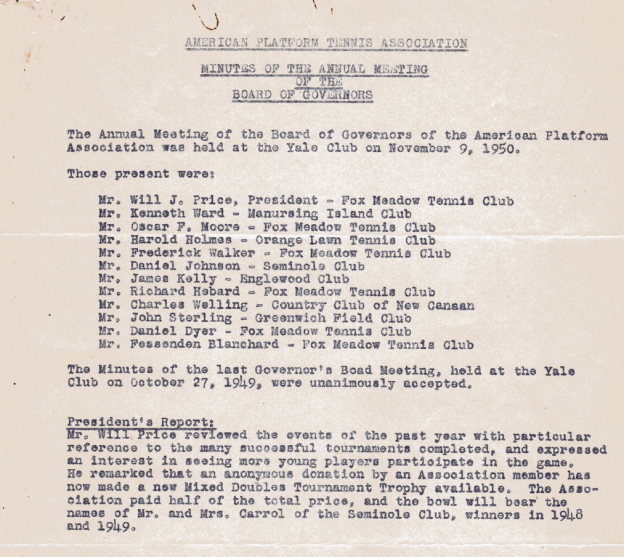 AMERICAN PLATFORM TENNIS ASSOCIATION
MINUTES OF THE ANNUAL MEETING
OF THE
BOARD OF GOVERNORS
The Annual Meeting of the Board of Governors of the American Platform
Association was held at the Yale Club on November 9, 1950.
Those present were:
Mr. Will J. Price, President - Fox Meadow Tennis Club
Mr. Kenneth Ward - Manursing Island Club
Mr. Oscar F. Moore - Fox Meadow Tennis Club
Mr. Harold Holmes - Orange Lawn Tennis Club
Mr. Frederick Walker - Fox Meadow Tennis Club
Mr. Daniel Johnson - Seminole Club
Mr. James Kelly - Englewood Club
Mr. Richard Hebard - Fox Meadow Tennis Club
Mr. Charles Welling - Country Club of New Canaan
Mr. John Sterling - Greenwich Field Club
Mr. Daniel Dyer - Fox Meadow Tennis Club
Mr. Fessenden Blanchard - Fox Meadow Tennis Club
The Minutes of the last Governor's Boad Meeting, held at the Yale
Club on October 27, 1949, were unanimously accepted.
President's Report:
Mr. Will Price reviewed the events of the past year with particular
reference to the many successful tournaments completed, and expressed
an interest in seeing more young players participate in the game.
He remarked that an anonymous donation by an Association member has
now made a new Mixed Doubles Tournament Trophy available. The Asso-
ciation paid half of the total price, and the bowl will bear the
names of Mr. and Mrs. Carrol of the Seminole Club, winners in 1948
and 1949.